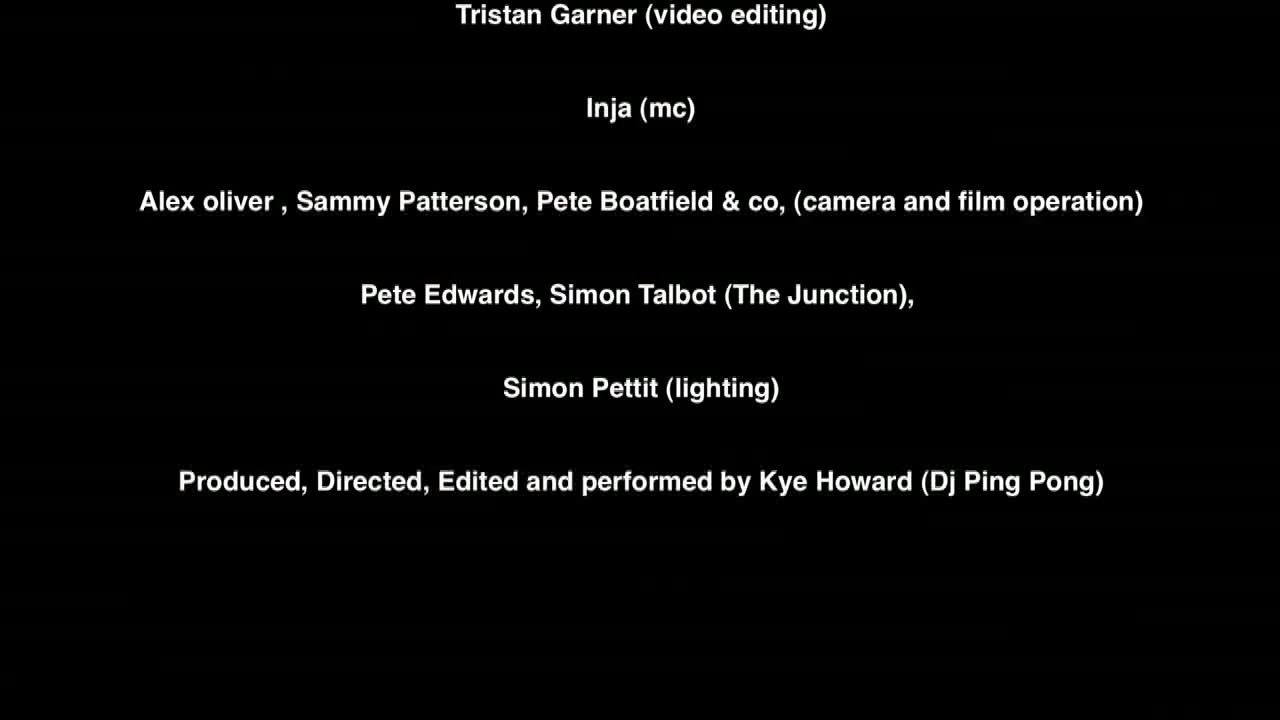 Tristan Garner (video editing)
Inja (mc)
Alex oliver , Sammy Patterson, Pete Boatfield & co, (camera and film operation)
Pete Edwards, Simon Talbot (The Junction),
Simon Pettit (lighting)
Produced, Directed, Edited and performed by Kye Howard (Dj Ping Pong)